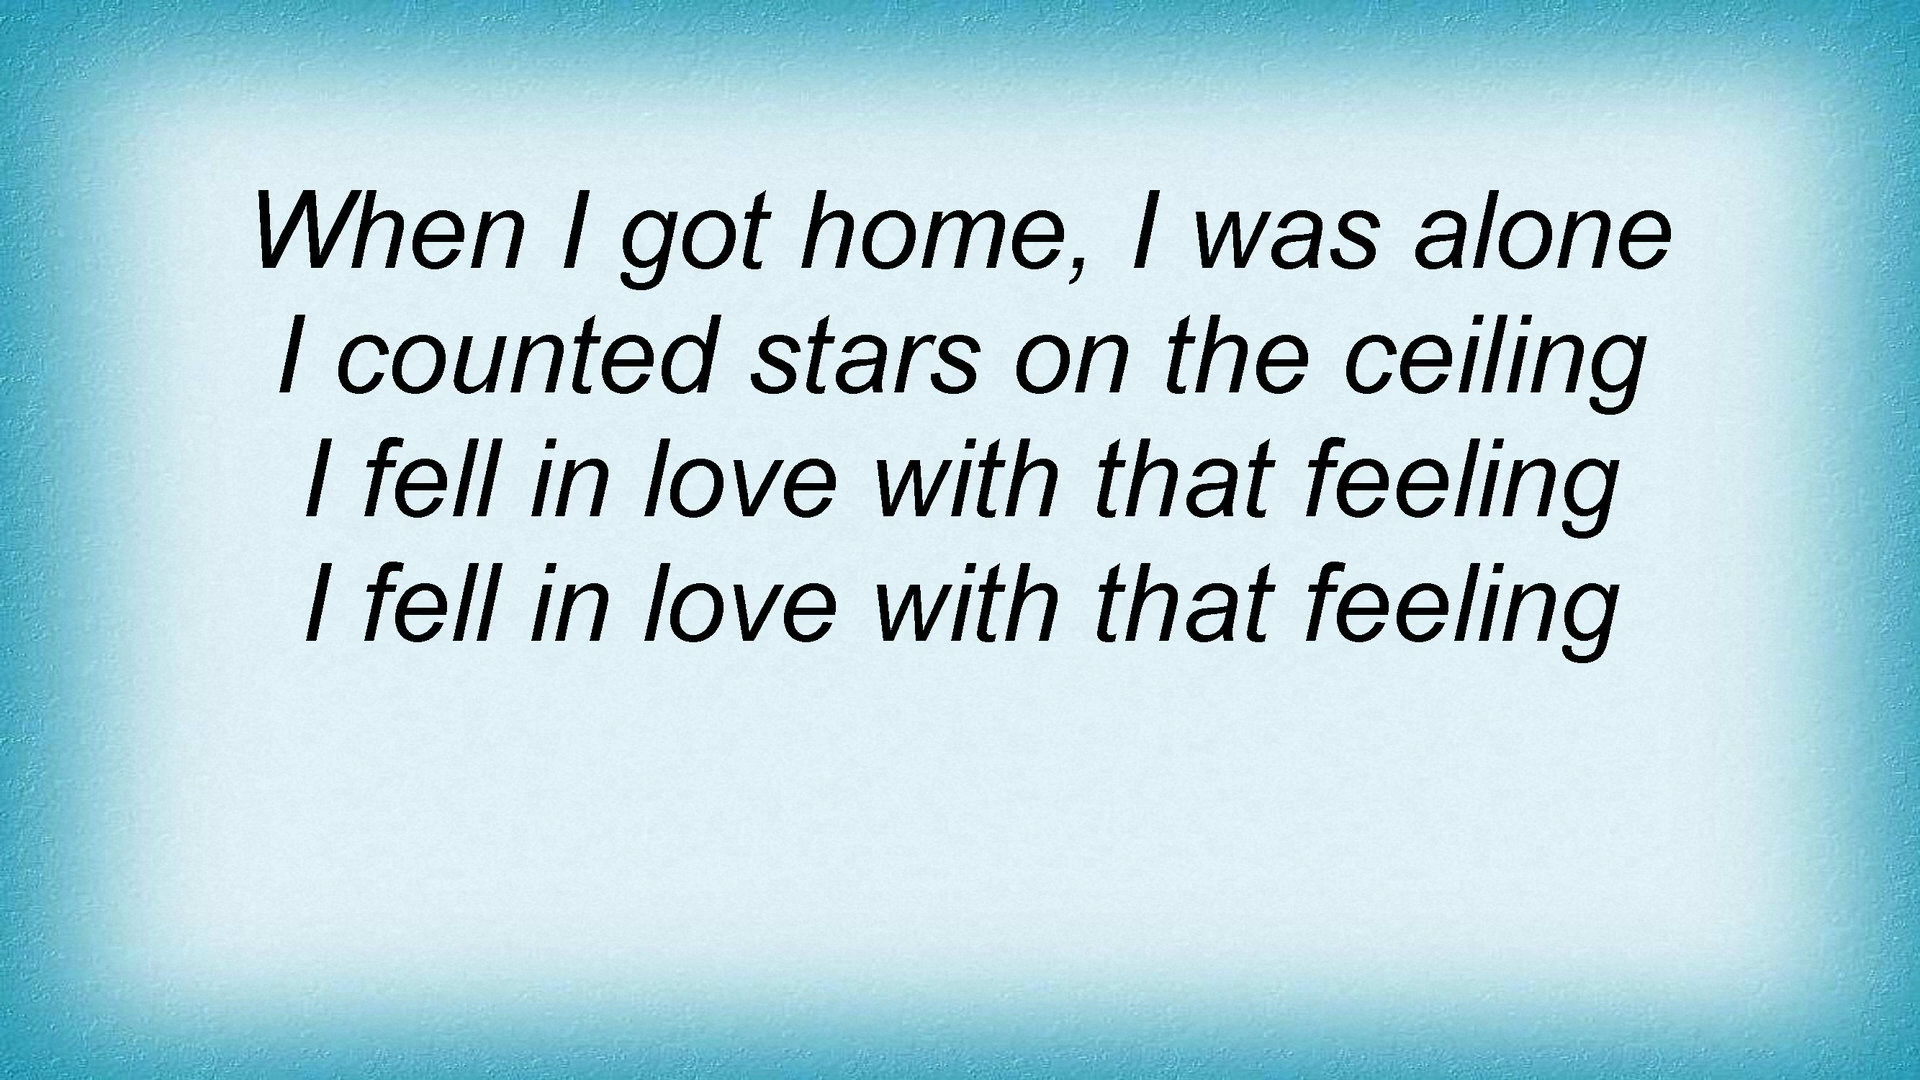 When I got home, I was alone
I counted stars on the ceiling
I fell in love with that feeling
I fell in love with that feeling